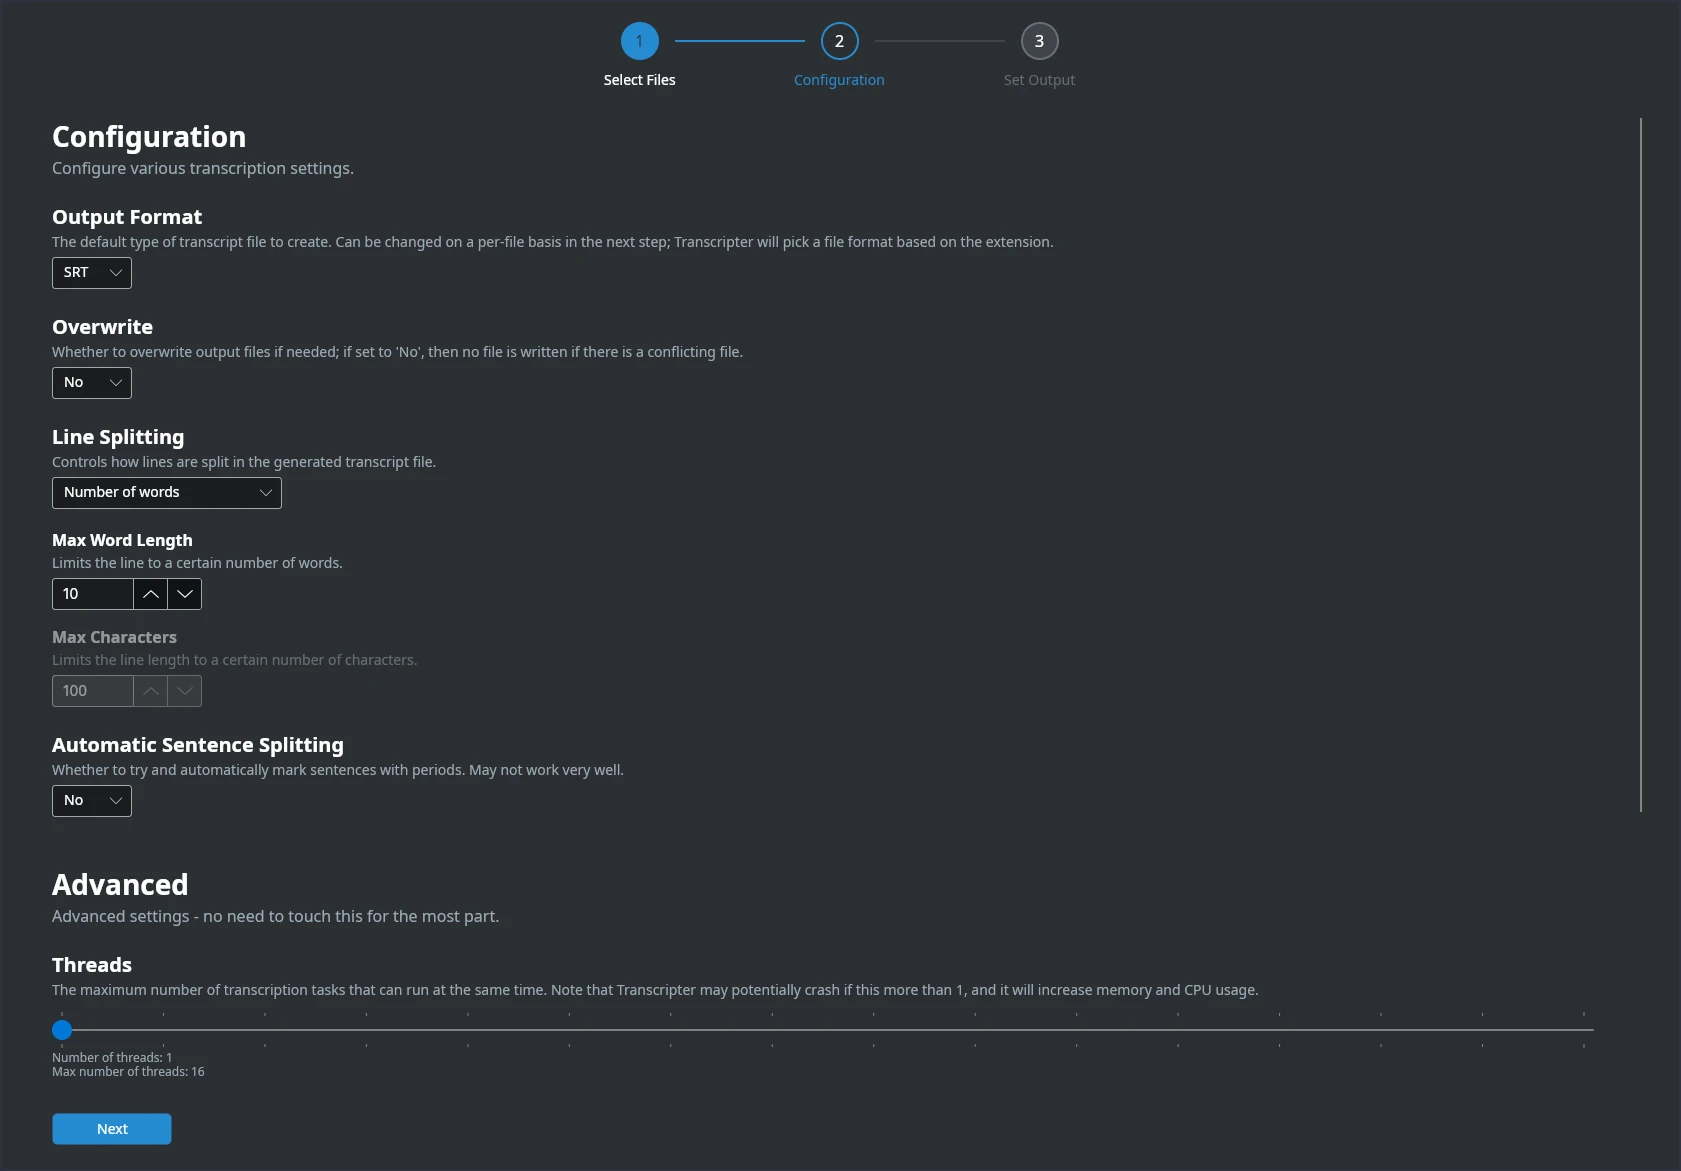 1
2
3
Select Files
Configuration
Set Output
Configuration
Configure various transcription settings.
Output Format
The default type of transcript file to create. Can be changed on a per-file basis in the next step; Transcripter will pick a file format based on the extension.
SRT
Overwrite
Whether to overwrite output files if needed; if set to 'No', then no file is written if there is a conflicting file.
No
Line Splitting
Controls how lines are split in the generated transcript file.
Number of words
Max Word Length
Limits the line to a certain number of words.
10
Max Characters
Limits the line length to a certain number of characters.
100
Automatic Sentence Splitting
Whether to try and automatically mark sentences with periods. May not work very well.
No
Advanced
Advanced settings - no need to touch this for the most part.
Threads
The maximum number of transcription tasks that can run at the same time. Note that Transcripter may potentially crash if this more than 1, and it will increase memory and CPU usage.
Number of threads: 1
Max number of threads: 16
Next